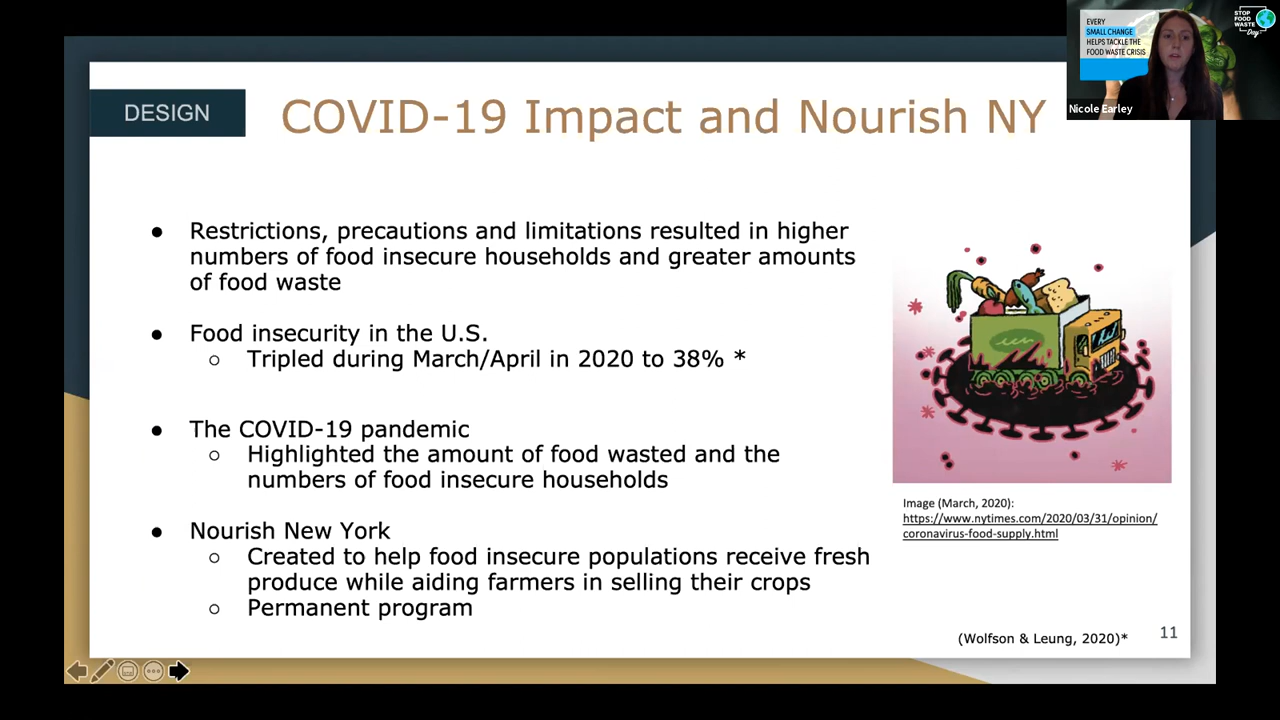 EVERY
SMALL CHANGE
HELPS TACKLE THE
FOOD WASTE CRISIS
STOP
FOOD
WASTE
Day
Nicole Earley
DESIGN
COVID-19 Impact and Nourish NY
● Restrictions, precautions and limitations resulted in higher
numbers of food insecure households and greater amounts
of food waste
● Food insecurity in the U.S.
○ Tripled during March/April in 2020 to 38% *
● The COVID-19 pandemic
○ Highlighted the amount of food wasted and the
numbers of food insecure households
● Nourish New York
○ Created to help food insecure populations receive fresh
produce while aiding farmers in selling their crops
○ Permanent program
Image (March, 2020):
https://www.nytimes.com/2020/03/31/opinion/
coronavirus-food-supply.html
(Wolfson & Leung, 2020)*
11